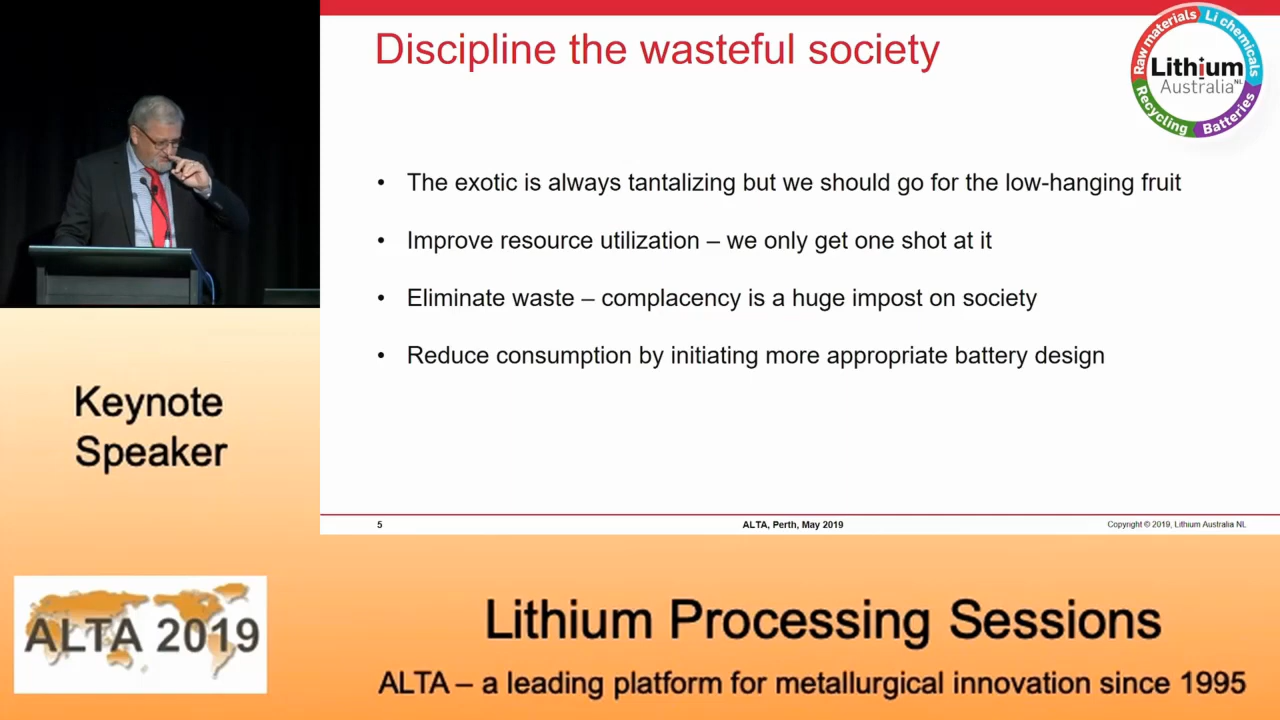 Discipline the wasteful society
Raw materials
Li chemicals
Lithium
Australia NL
Recycling
Batteries
• The exotic is always tantalizing but we should go for the low-hanging fruit
• Improve resource utilization – we only get one shot at it
• Eliminate waste – complacency is a huge impost on society
• Reduce consumption by initiating more appropriate battery design
5
ALTA, Perth, May 2019
Copyright © 2019, Lithium Australia NL
Keynote
Speaker
ALTA 2019
Lithium Processing Sessions
ALTA – a leading platform for metallurgical innovation since 1995